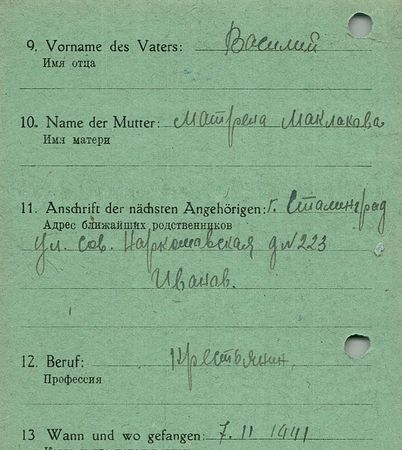 9. Vorname des Vaters: Василий
Имя отца
10. Name der Mutter: Матрена Маклакова
Имя матери
11. Anschrift der nächsten Angehörigen: г. Сталинград
Адрес ближайших родственников
ул. Сов. Наркомавская д N 223
Иванов.
12. Beruf: Крестьянин.
Профессия
13 Wann und wo gefangen: 7. 11 1941